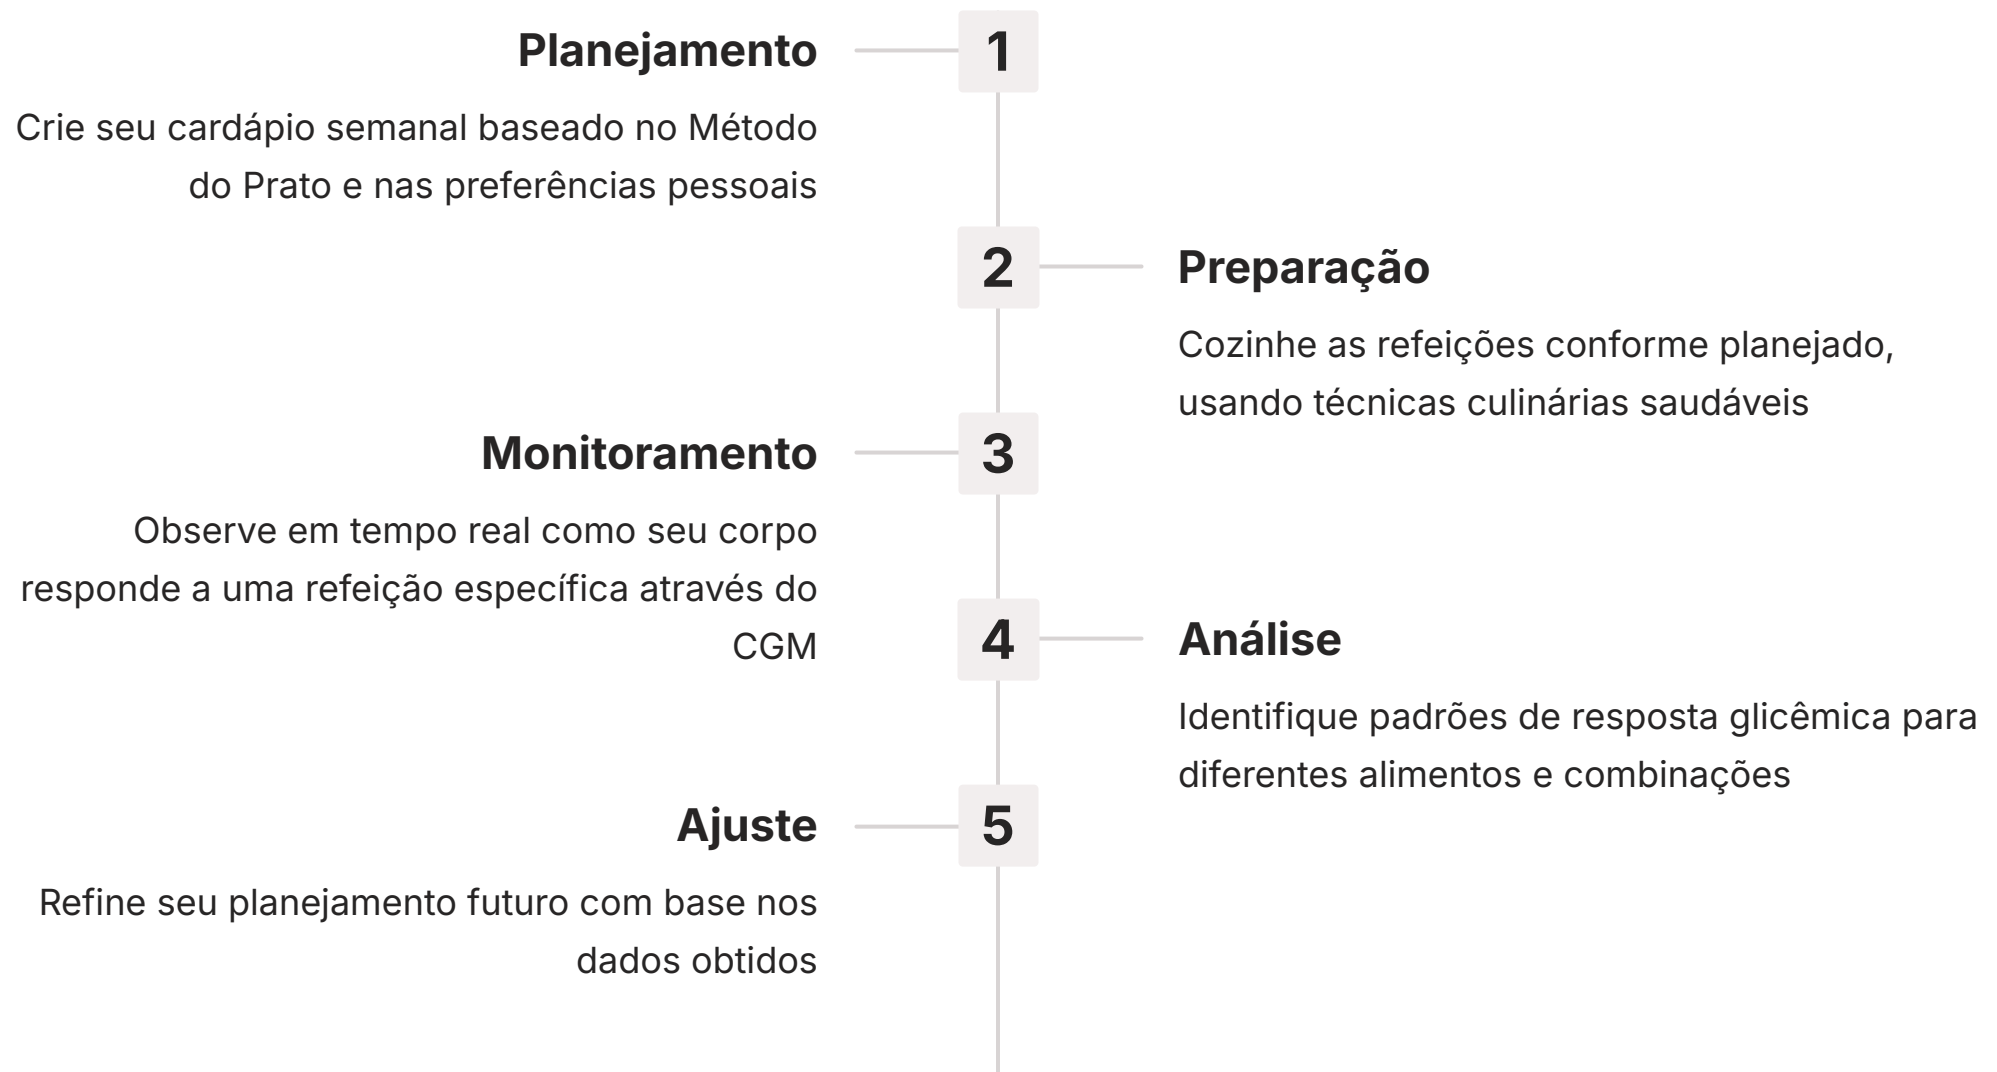 Planejamento
1
Crie seu cardápio semanal baseado no Método
do Prato e nas preferências pessoais
2
Preparação
Cozinhe as refeições conforme planejado,
usando técnicas culinárias saudáveis
Monitoramento
3
Observe em tempo real como seu corpo
responde a uma refeição específica através do
CGM
4
Análise
Identifique padrões de resposta glicêmica para
diferentes alimentos e combinações
Ajuste
5
Refine seu planejamento futuro com base nos
dados obtidos